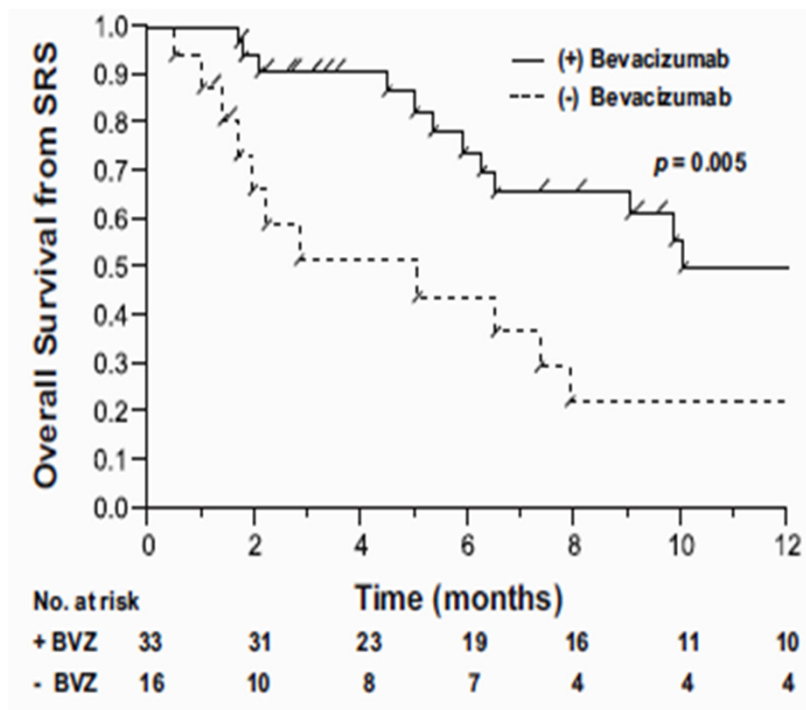 Overall Survival from SRS
1.0
0.9
0.8
0.7
0.6
0.5
0.4
0.3
0.2
0.1
0.0
(+) Bevacizumab
(-) Bevacizumab
p = 0.005
0 2 4 6 8 10 12
Time (months)
No. at risk
+ BVZ 33 31 23 19 16 11 10
- BVZ 16 10 8 7 4 4 4